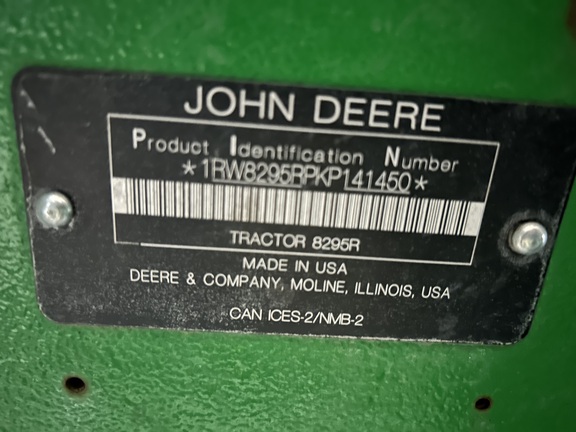 JOHN DEERE
Product Identification Number
*1RW8295RPKP141450*
TRACTOR 8295R
MADE IN USA
DEERE & COMPANY, MOLINE, ILLINOIS, USA
CAN ICES-2/NMB-2